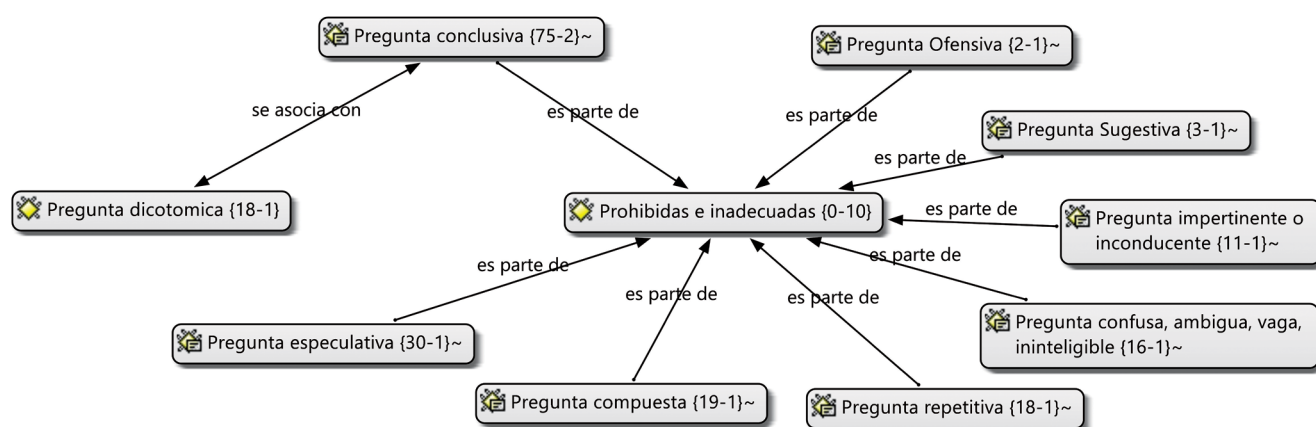 Pregunta conclusiva {75-2}~
Pregunta Ofensiva {2-1}~
se asocia con
es parte de
es parte de
Pregunta Sugestiva {3-1}~
es parte de
Pregunta dicotomica {18-1}
Prohibidas e inadecuadas {0-10}
es parte de
Pregunta impertinente o
inconducente {11-1}~
es parte de
es parte de
es parte de
es parte de
Pregunta especulativa {30-1}~
Pregunta confusa, ambigua, vaga,
ininteligible {16-1}~
Pregunta compuesta {19-1}~
Pregunta repetitiva {18-1}~